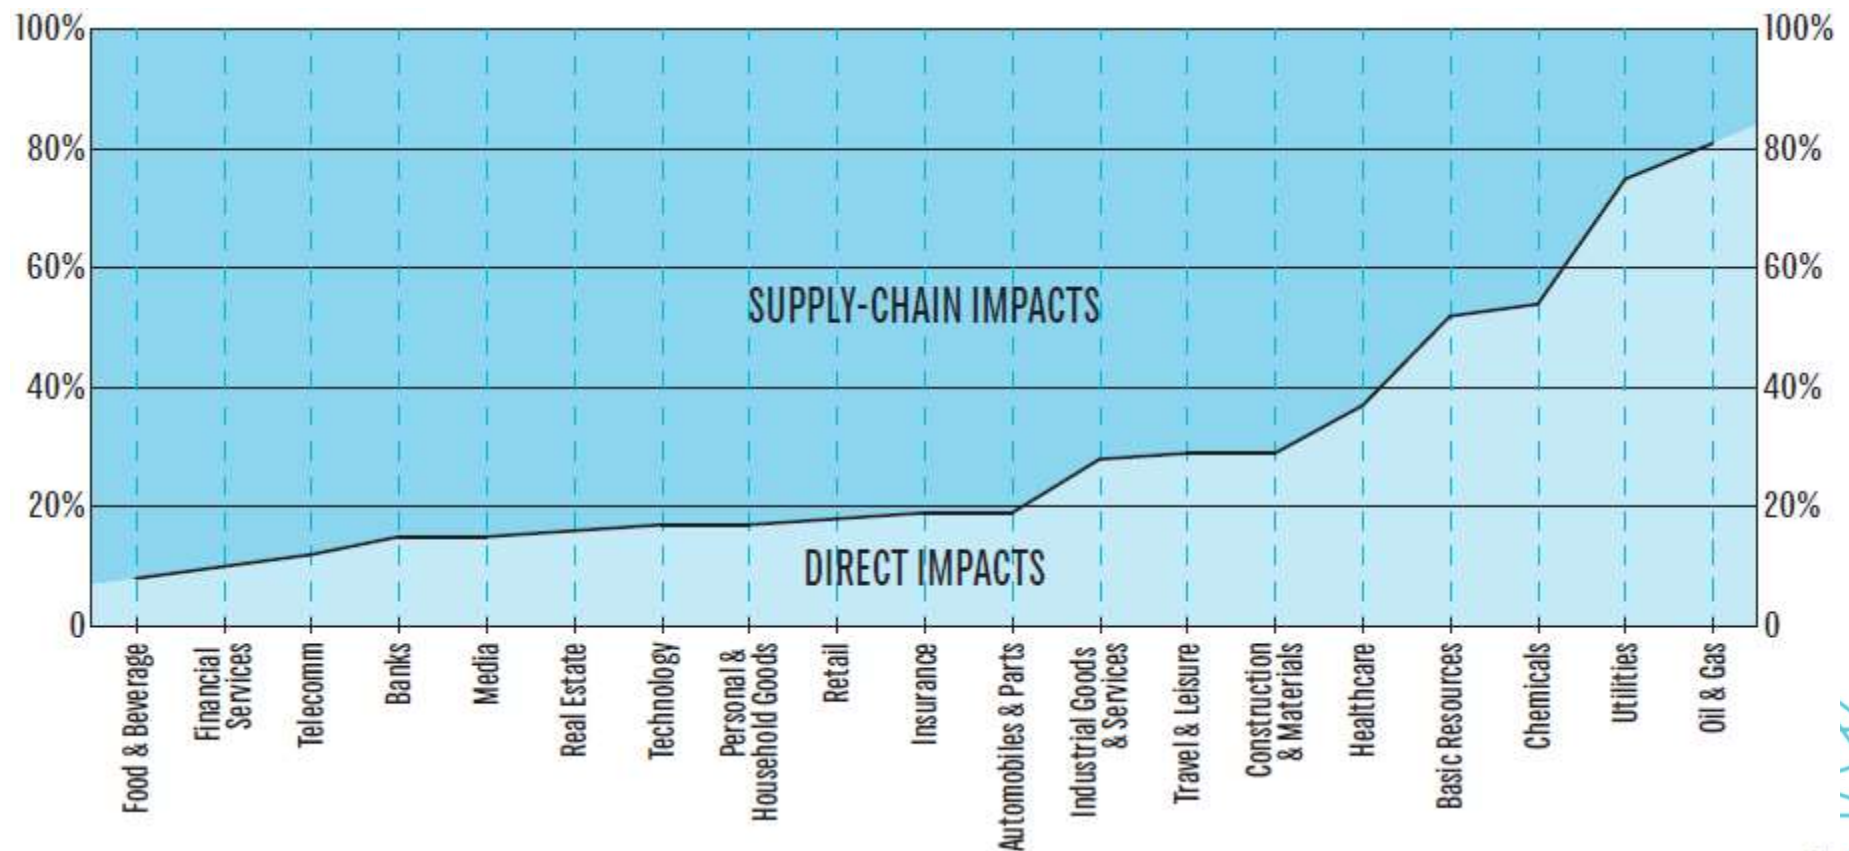 100%
100%
80%
80%
60%
60%
SUPPLY-CHAIN IMPACTS
40%
40%
20%
20%
DIRECT IMPACTS
0
0
Food & Beverage
Financial
Services
Telecomm
Banks
Media
Real Estate
Technology
Personal &
Household Goods
Retail
Insurance
Automobiles & Parts
Industrial Goods
& Services
Travel & Leisure
Construction
& Materials
Healthcare
Basic Resources
Chemicals
Utilities
Oil & Gas